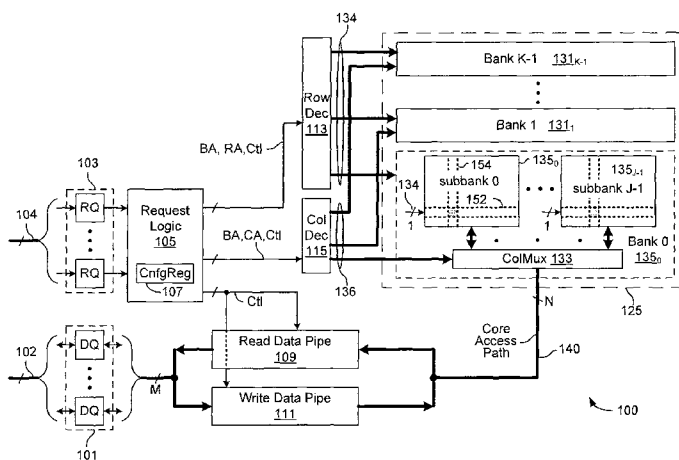 134
Bank K-1 131K-1
Row
Dec
113
Bank 1 131₁
BA, RA,Ctl
103
154
135₀
135J-1
subbank 0
subbank J-1
134
152
1
1
104
RQ
RQ
Request
Logic
105
CnfgReg
107
BA,CA,Ctl
Col
Dec
115
Bank 0
135₀
ColMux 133
136
Ctl
N
125
Core
Access
Path
140
102
DQ
DQ
M
Read Data Pipe
109
Write Data Pipe
111
100
101